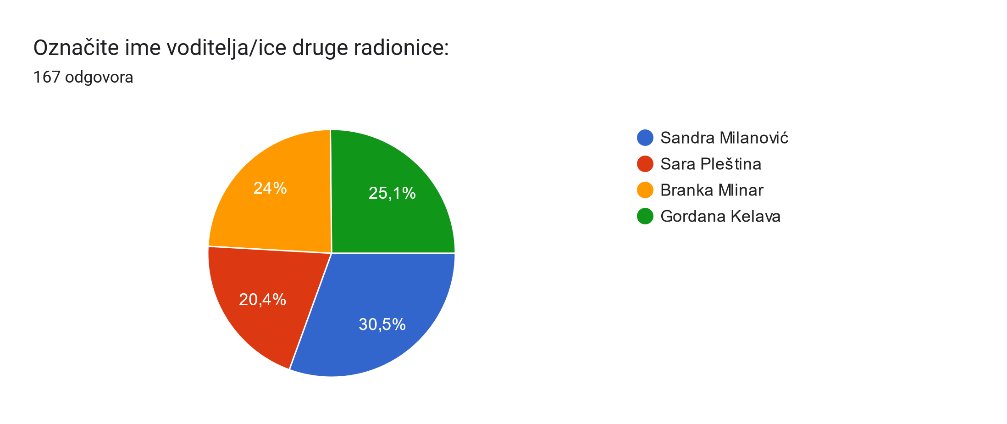 Označite ime voditelja/ice druge radionice:
167 odgovora
Sandra Milanović
Sara Pleština
Branka Mlinar
Gordana Kelava
24%
25,1%
20,4%
30,5%